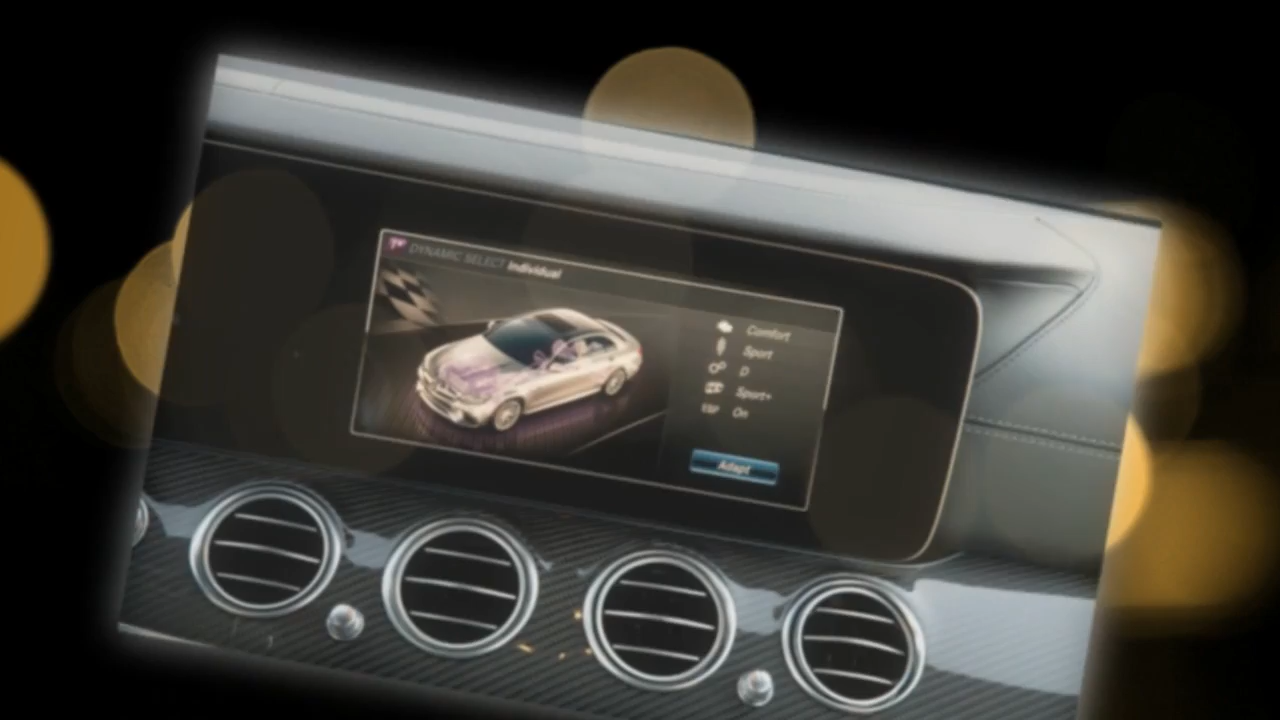 DYNAMIC SELECT Individual
Comfort
Sport
D
Sport+
On
Adapt